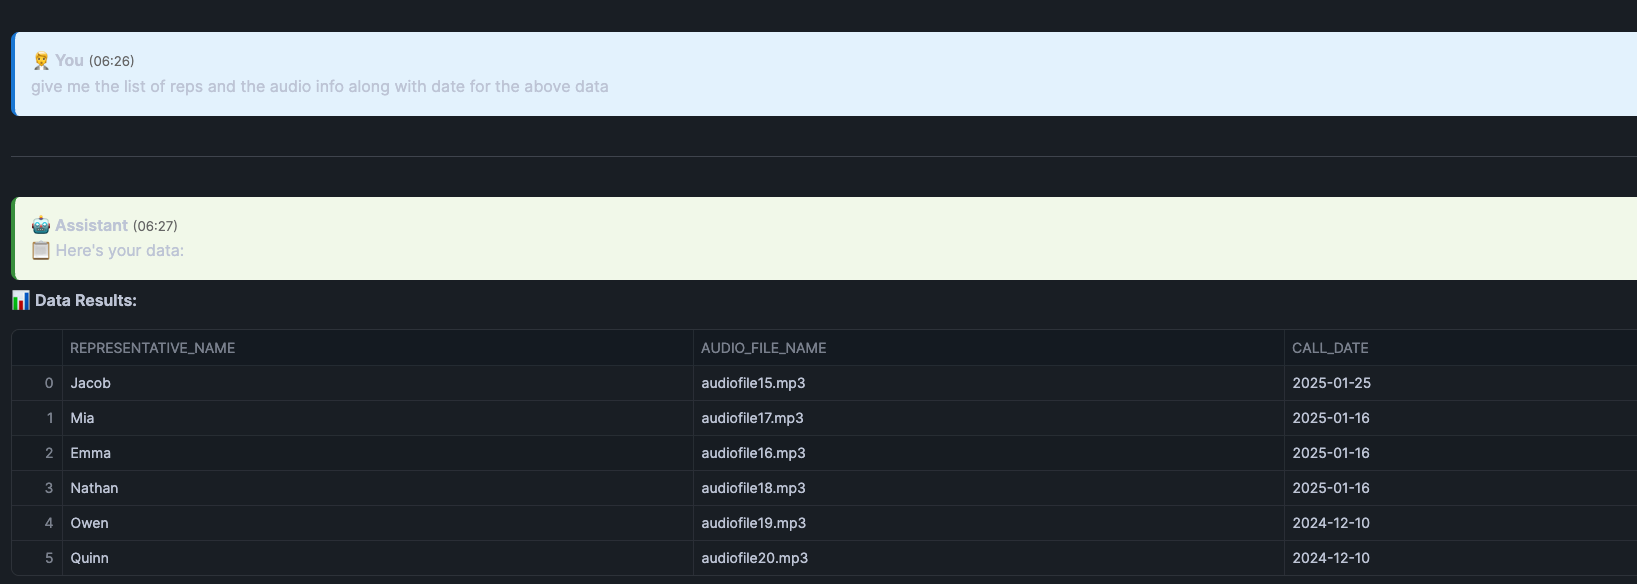 You (06:26)
give me the list of reps and the audio info along with date for the above data
Assistant (06:27)
Here's your data:
Data Results:
REPRESENTATIVE_NAME AUDIO_FILE_NAME CALL_DATE
0 Jacob audiofile15.mp3 2025-01-25
1 Mia audiofile17.mp3 2025-01-16
2 Emma audiofile16.mp3 2025-01-16
3 Nathan audiofile18.mp3 2025-01-16
4 Owen audiofile19.mp3 2024-12-10
5 Quinn audiofile20.mp3 2024-12-10